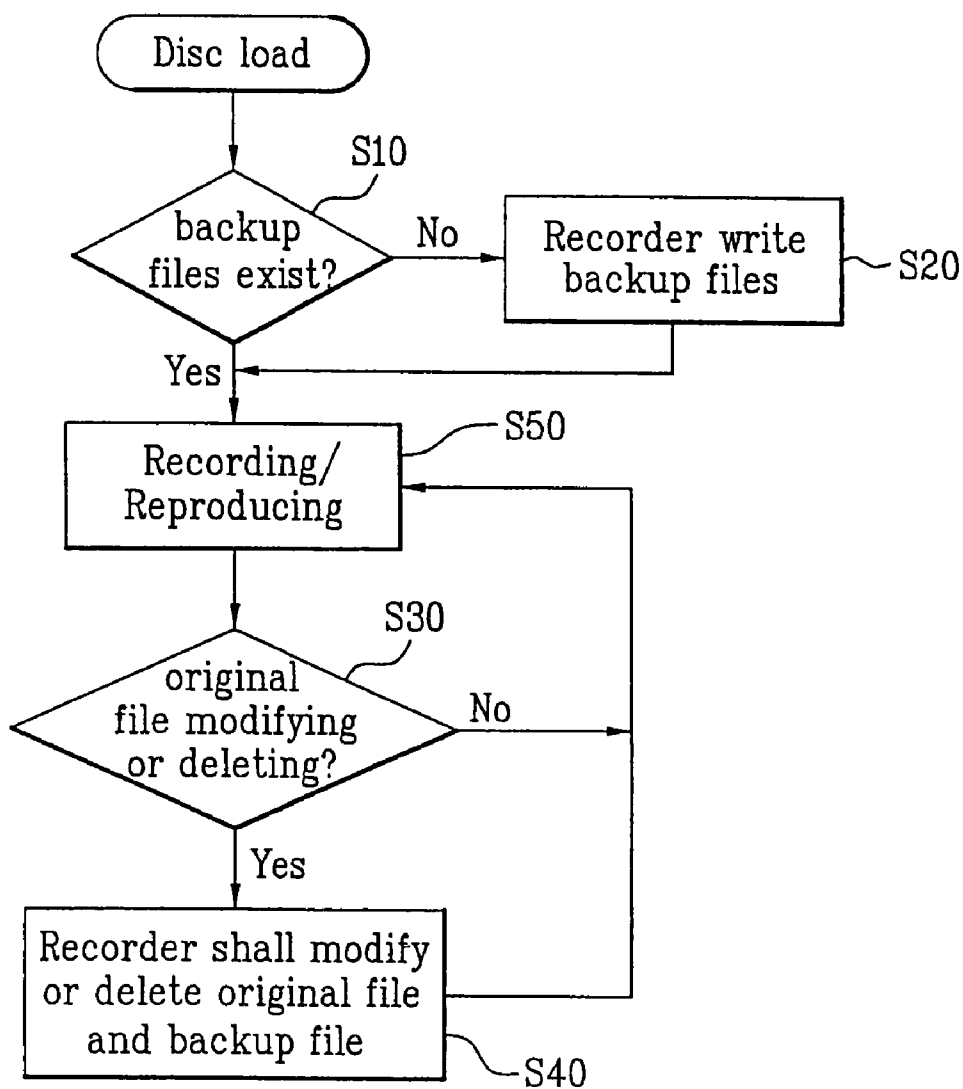 Disc load
S10
backup
files exist?
No
Recorder write
backup files
S20
Yes
S50
Recording/
Reproducing
S30
original
file modifying
or deleting?
No
Yes
Recorder shall modify
or delete original file
and backup file
S40